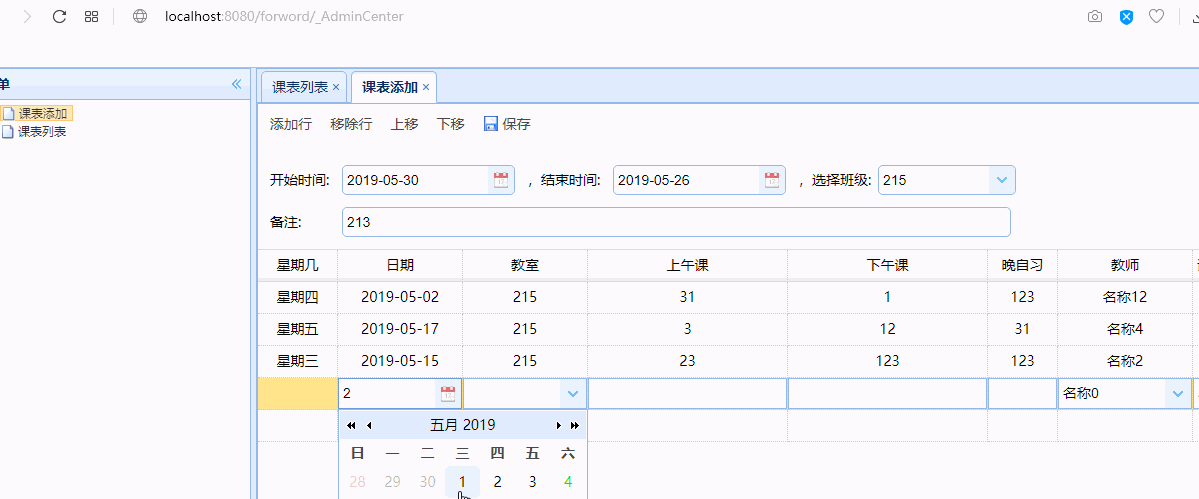 localhost:8080/forword/_AdminCenter
单
课表列表 × 课表添加 ×
课表添加
课表列表
添加行 移除行 上移 下移 保存
开始时间: 2019-05-30 ，结束时间: 2019-05-26 ，选择班级: 215
备注: 213
星期几 日期 教室 上午课 下午课 晚自习 教师
星期四 2019-05-02 215 31 1 123 名称12
星期五 2019-05-17 215 3 12 31 名称4
星期三 2019-05-15 215 23 123 123 名称2
2 名称0
五月 2019
日 一 二 三 四 五 六
28 29 30 1 2 3 4